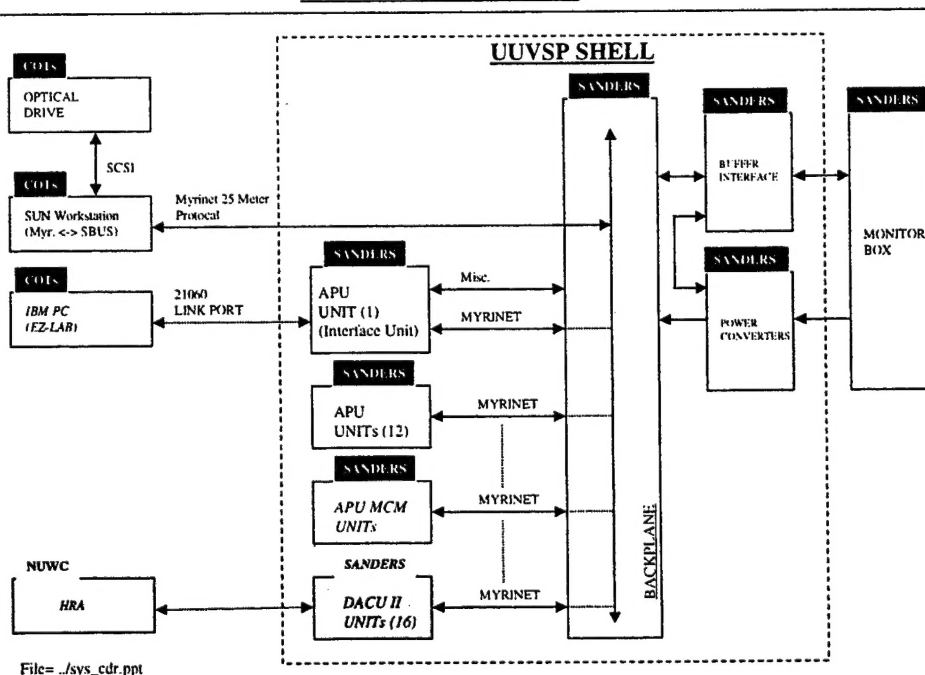 UUVSP SHELL
COTs
OPTICAL
DRIVE
SCSI
COTs
SUN Workstation
(Myr. <-> SBUS)
Myrinet 25 Meter
Protocal
COTs
IBM PC
(EZ-LAB)
21060
LINK PORT
SANDERS
APU
UNIT (1)
(Interface Unit)
Misc.
MYRINET
SANDERS
APU
UNITs (12)
MYRINET
SANDERS
APU MCM
UNITs
MYRINET
NUWC
HRA
SANDERS
DACU II
UNITs (16)
MYRINET
SANDERS
BACKPLANE
SANDERS
BUFFER
INTERFACE
SANDERS
POWER
CONVERTERS
SANDERS
MONITOR
BOX
File= ../sys_cdr.ppt